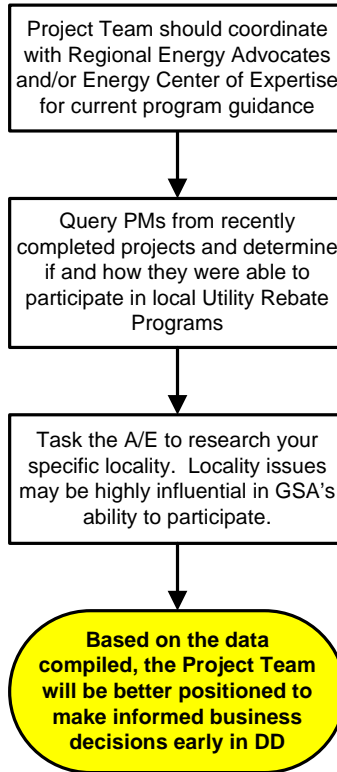 Project Team should coordinate
with Regional Energy Advocates
and/or Energy Center of Expertise
for current program guidance
Query PMs from recently
completed projects and determine
if and how they were able to
participate in local Utility Rebate
Programs
Task the A/E to research your
specific locality.  Locality issues
may be highly influential in GSA's
ability to participate.
Based on the data
compiled, the Project Team
will be better positioned to
make informed business
decisions early in DD